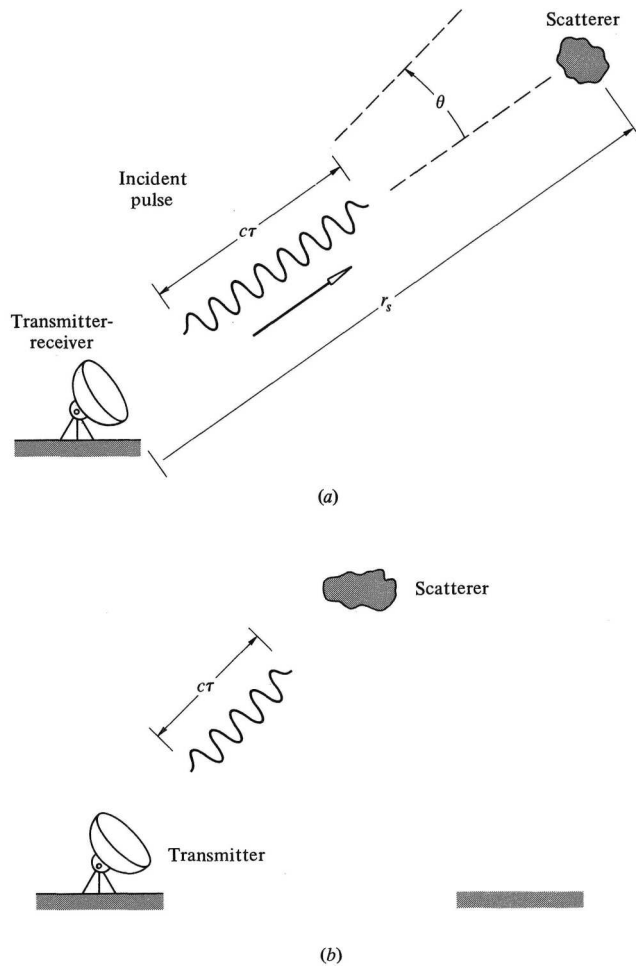 Scatterer
θ
Incident
pulse
cτ
r_s
Transmitter-
receiver
(a)
Scatterer
cτ
Transmitter
(b)